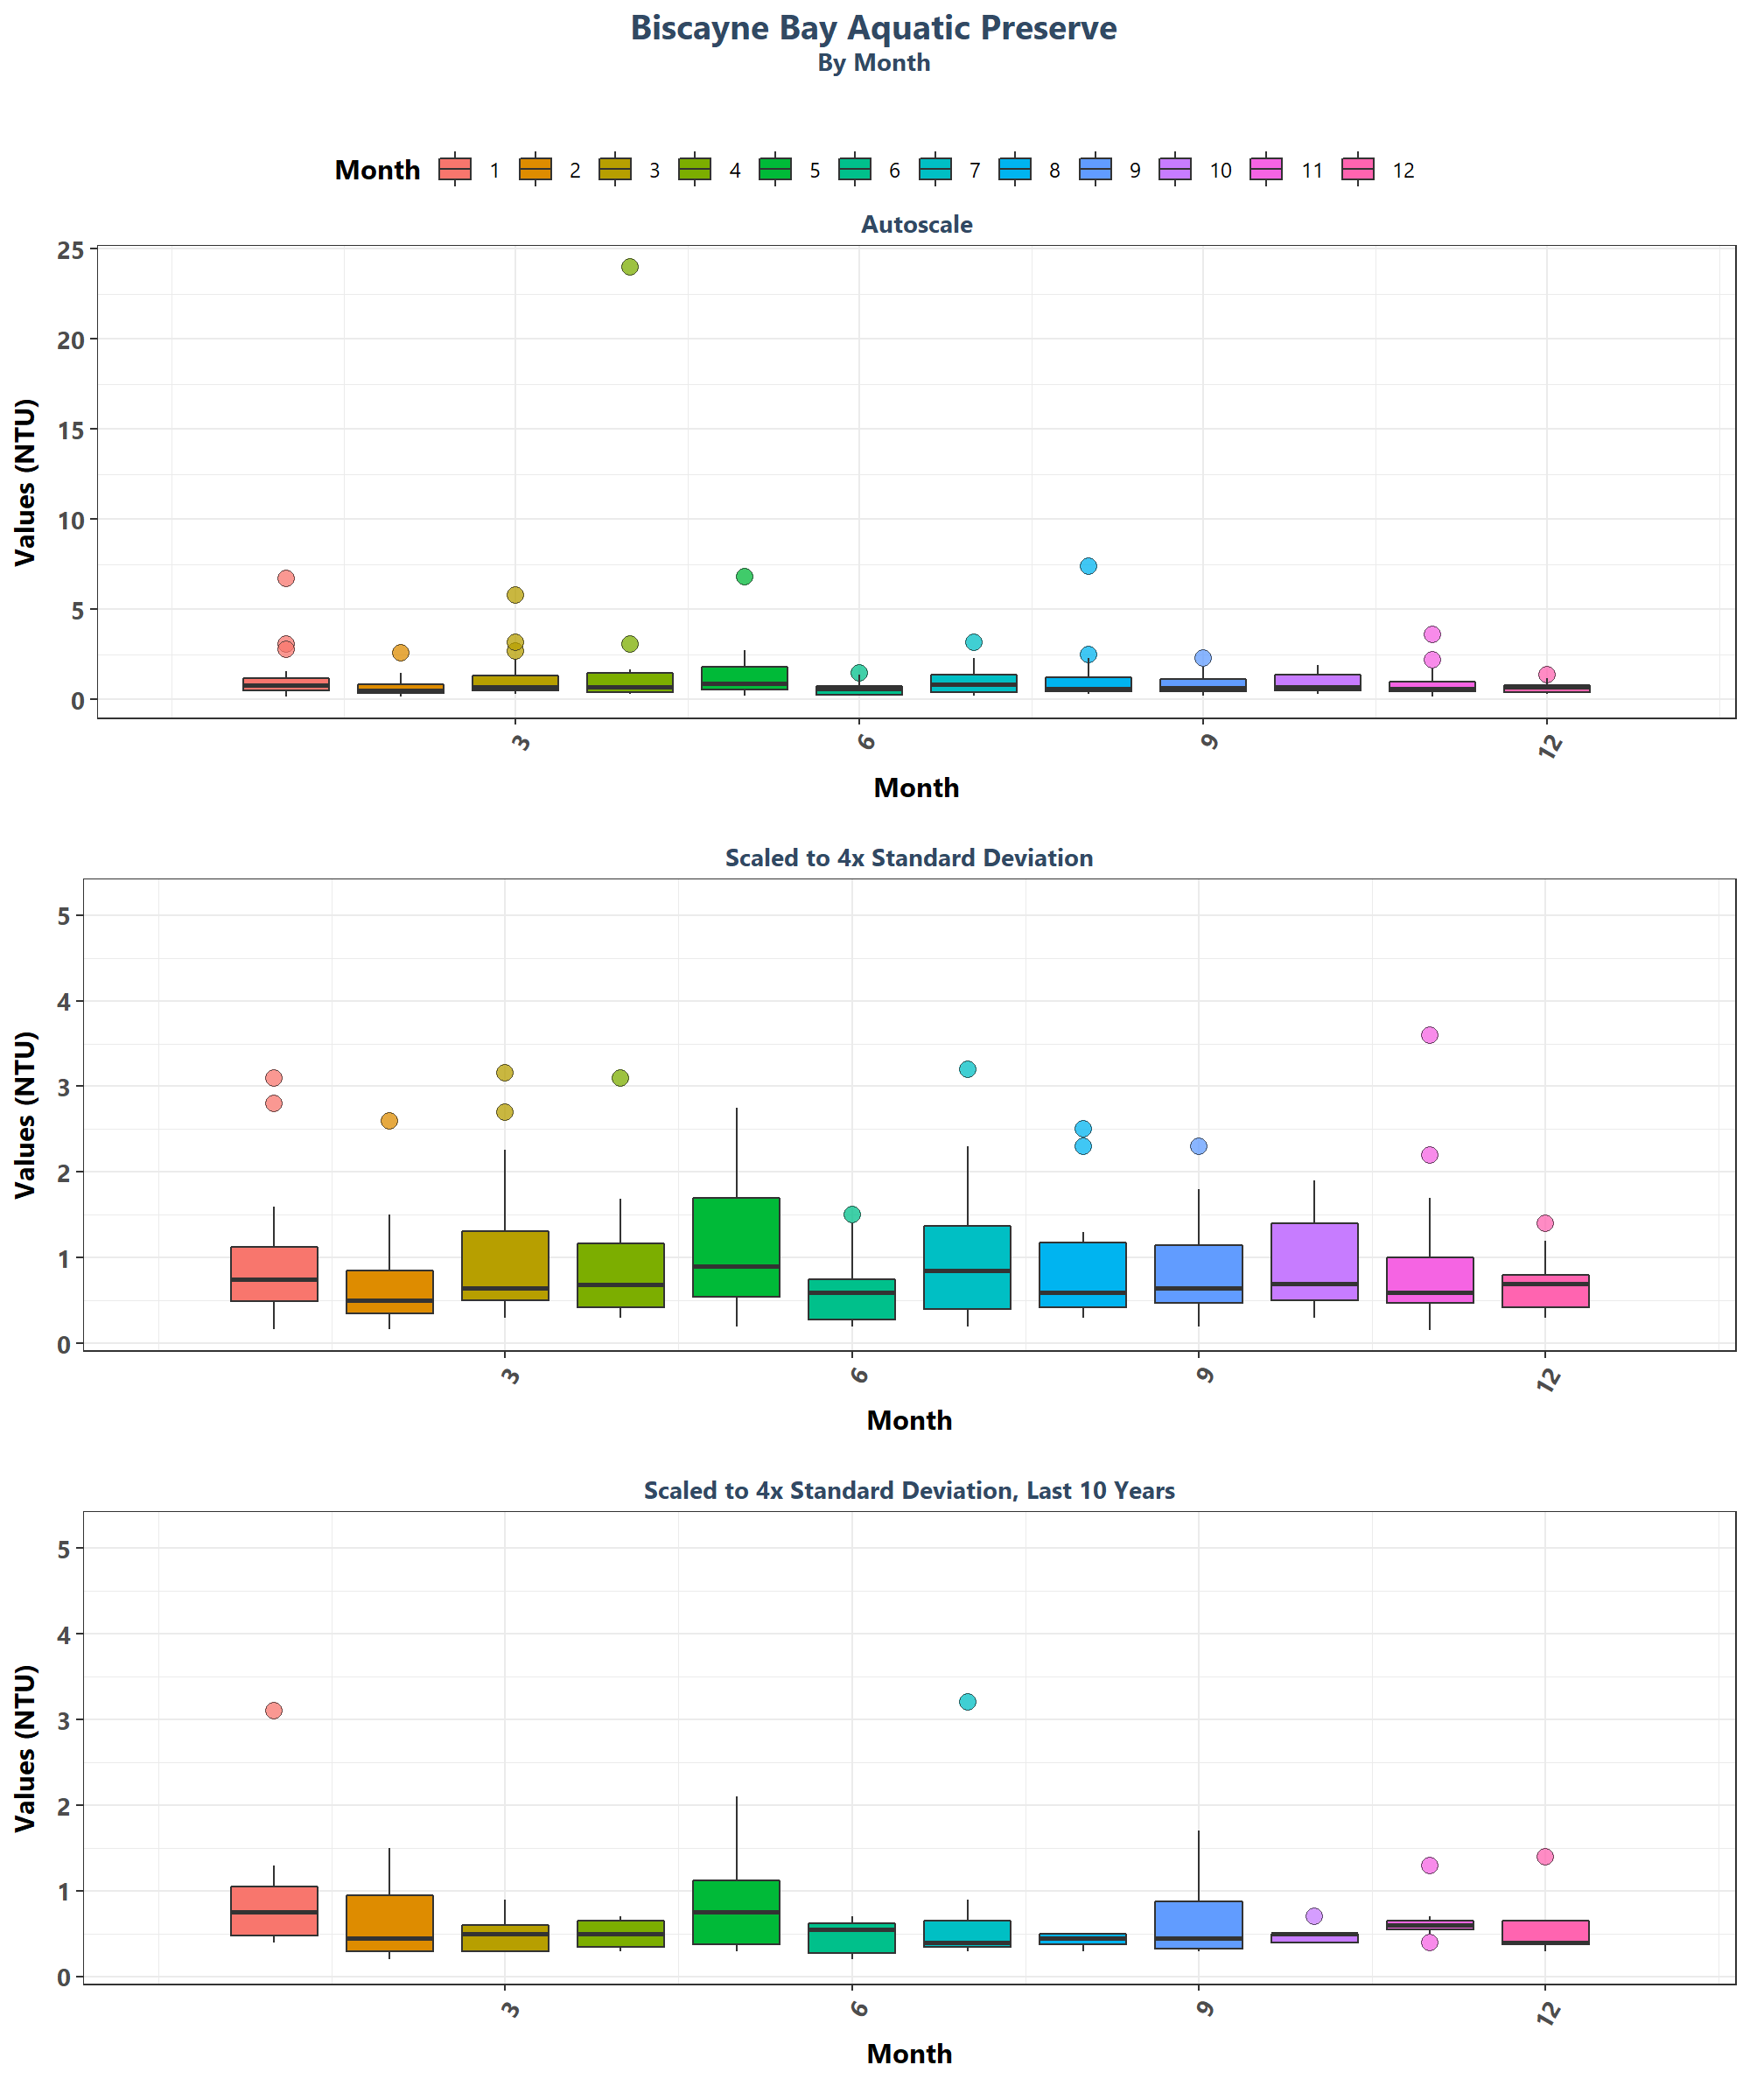 Biscayne Bay Aquatic Preserve
By Month
Month 1 2 3 4 5 6 7 8 9 10 11 12
Autoscale
25
20
15
10
5
0
Values (NTU)
3 6 9 12
Month
Scaled to 4x Standard Deviation
5
4
3
2
1
0
Values (NTU)
3 6 9 12
Month
Scaled to 4x Standard Deviation, Last 10 Years
5
4
3
2
1
0
Values (NTU)
3 6 9 12
Month